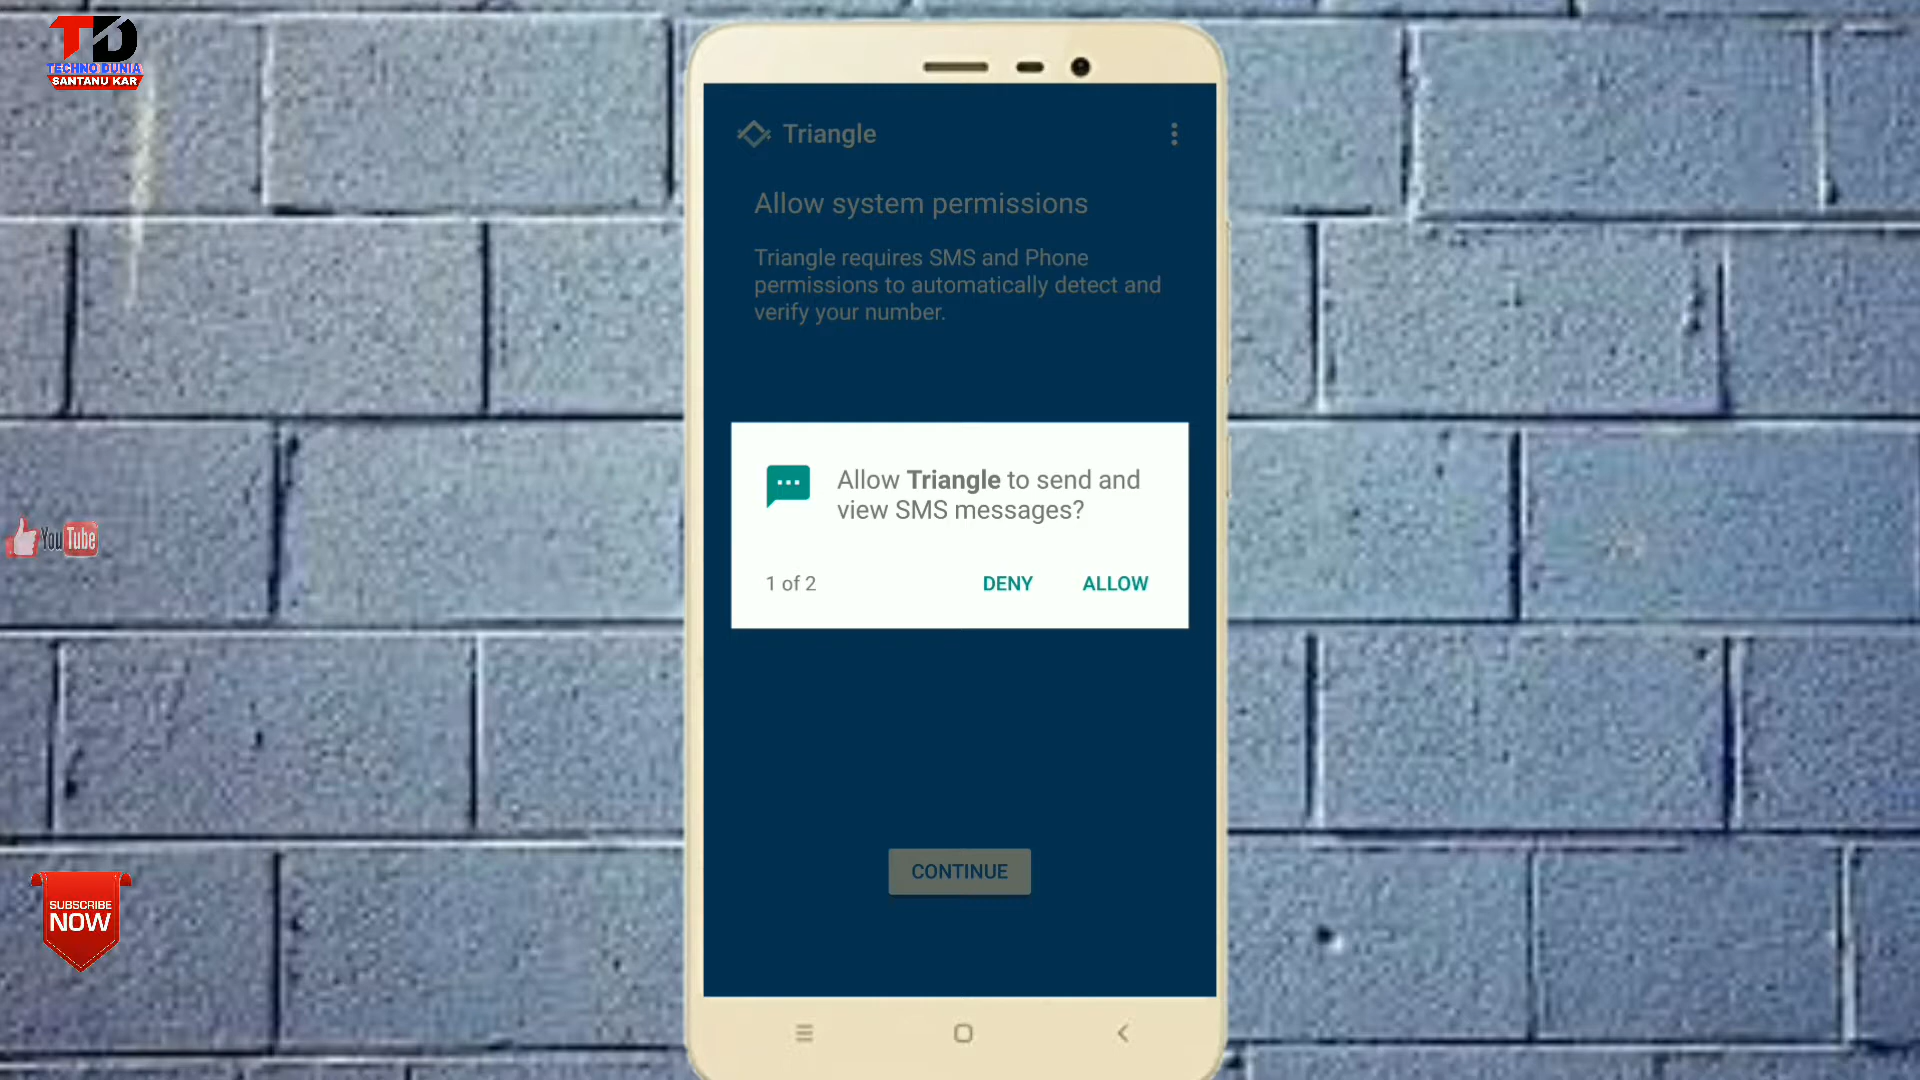 TD
TECHNO DUNIA
SANTANU KAR
Triangle
Allow system permissions
Triangle requires SMS and Phone
permissions to automatically detect and
verify your number.
Allow Triangle to send and
view SMS messages?
1 of 2 DENY ALLOW
YouTube
CONTINUE
SUBSCRIBE
NOW